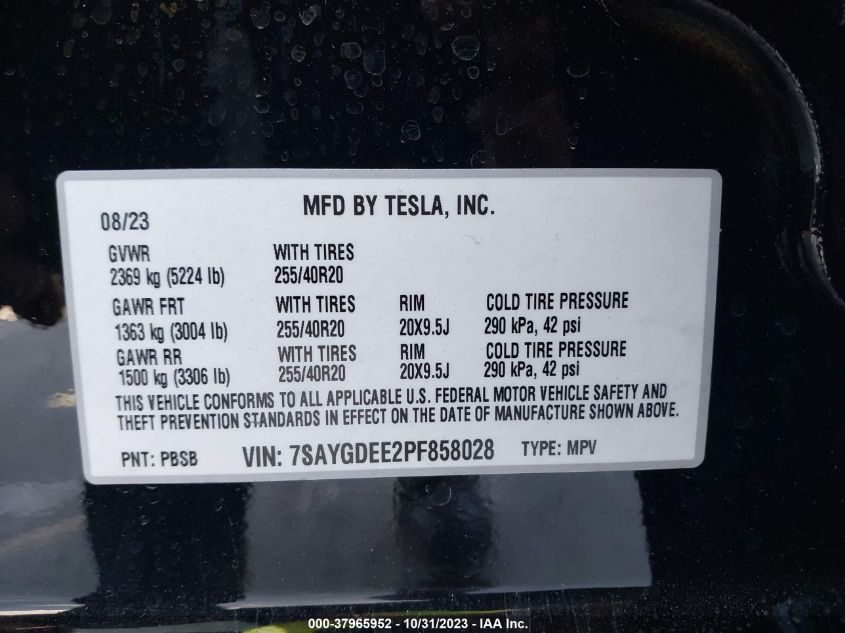 MFD BY TESLA, INC.
08/23
GVWR WITH TIRES
2369 kg (5224 lb) 255/40R20
GAWR FRT WITH TIRES RIM COLD TIRE PRESSURE
1363 kg (3004 lb) 255/40R20 20X9.5J 290 kPa, 42 psi
GAWR RR WITH TIRES RIM COLD TIRE PRESSURE
1500 kg (3306 lb) 255/40R20 20X9.5J 290 kPa, 42 psi
THIS VEHICLE CONFORMS TO ALL APPLICABLE U.S. FEDERAL MOTOR VEHICLE SAFETY AND
THEFT PREVENTION STANDARDS IN EFFECT ON THE DATE OF MANUFACTURE SHOWN ABOVE.
PNT: PBSB VIN: 7SAYGDEE2PF858028 TYPE: MPV
000-37965952 - 10/31/2023 - IAA Inc.